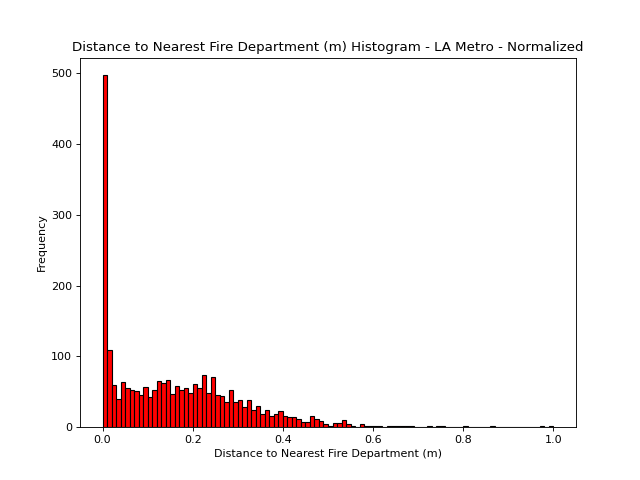 Distance to Nearest Fire Department (m) Histogram - LA Metro - Normalized
500
400
300
200
100
0
Frequency
0.0 0.2 0.4 0.6 0.8 1.0
Distance to Nearest Fire Department (m)